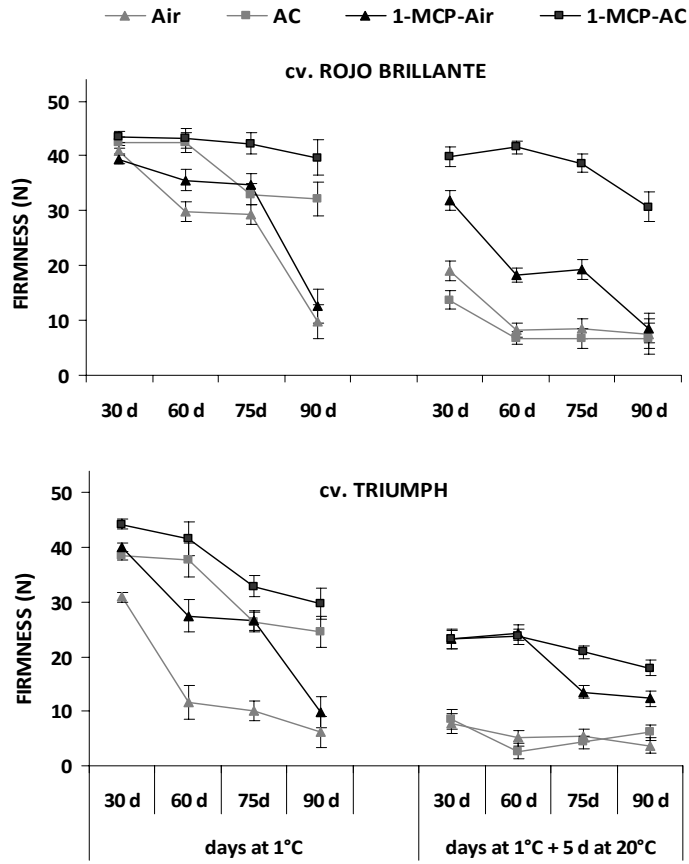 Air AC 1-MCP-Air 1-MCP-AC
cv. ROJO BRILLANTE
FIRMNESS (N)
50
40
30
20
10
0
30 d 60 d 75d 90 d 30 d 60 d 75d 90 d
cv. TRIUMPH
FIRMNESS (N)
50
40
30
20
10
0
30 d 60 d 75d 90 d 30 d 60 d 75d 90 d
days at 1°C days at 1°C + 5 d at 20°C